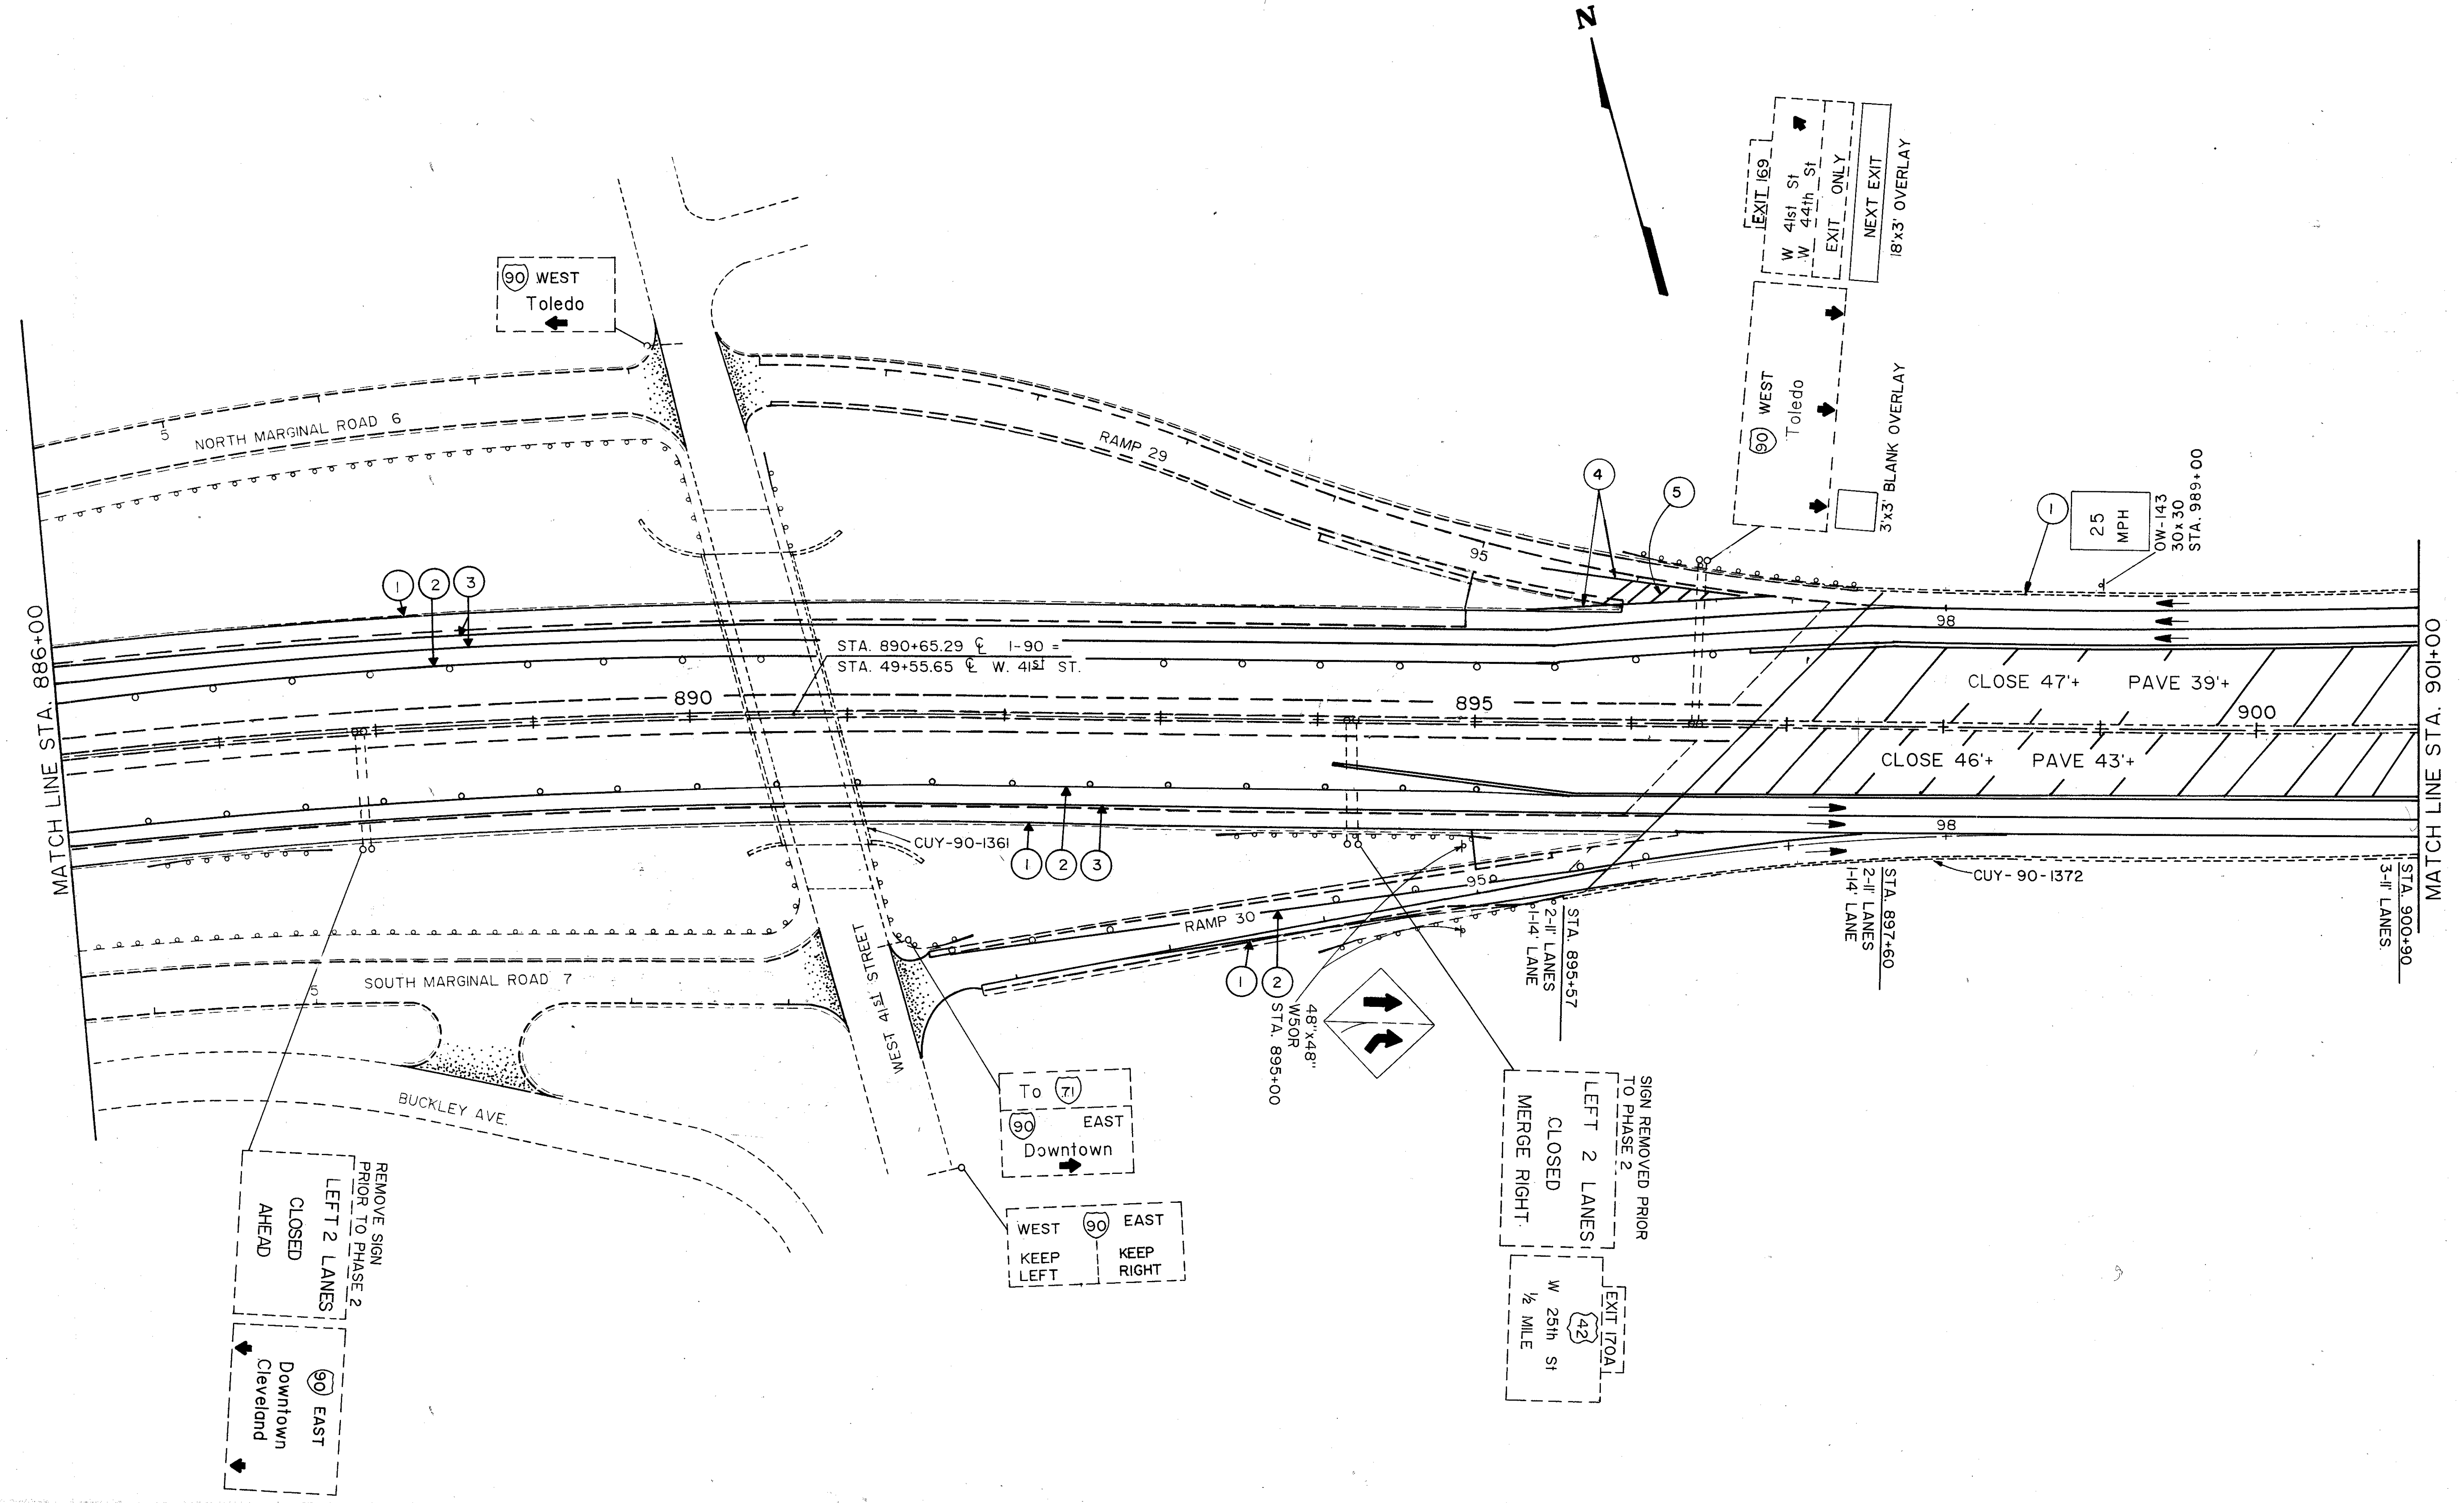 N
EXIT 169
W 41st St
W 44th St
EXIT ONLY
NEXT EXIT
18'x3' OVERLAY
90 WEST
Toledo
3'x3' BLANK OVERLAY
90 WEST
Toledo
NORTH MARGINAL ROAD 6
5
RAMP 29
95
4
5
1
25
MPH
OW-143
30x30
STA. 989+00
MATCH LINE STA. 886+00
1
2
3
STA. 890+65.29 ℄ I-90 =
STA. 49+55.65 ℄ W. 41st ST.
890
895
900
98
CLOSE 47'± PAVE 39'±
CLOSE 46'± PAVE 43'±
98
MATCH LINE STA. 901+00
CUY-90-1361
1
2
3
CUY-90-1372
95
RAMP 30
1
2
STA. 895+57
2-11' LANES
1-14' LANE
STA. 897+60
2-11' LANES
1-14' LANE
STA. 900+90
3-11' LANES.
48"x48"
W50R
STA. 895+00
WEST 41st STREET
SOUTH MARGINAL ROAD 7
5
BUCKLEY AVE.
To 71
90 EAST
Downtown
WEST 90 EAST
KEEP
LEFT
KEEP
RIGHT
SIGN REMOVED PRIOR
TO PHASE 2
LEFT 2 LANES
CLOSED
MERGE RIGHT
EXIT 170A
42
W 25th St
½ MILE
REMOVE SIGN
PRIOR TO PHASE 2
LEFT 2 LANES
CLOSED
AHEAD
90 EAST
Downtown
Cleveland